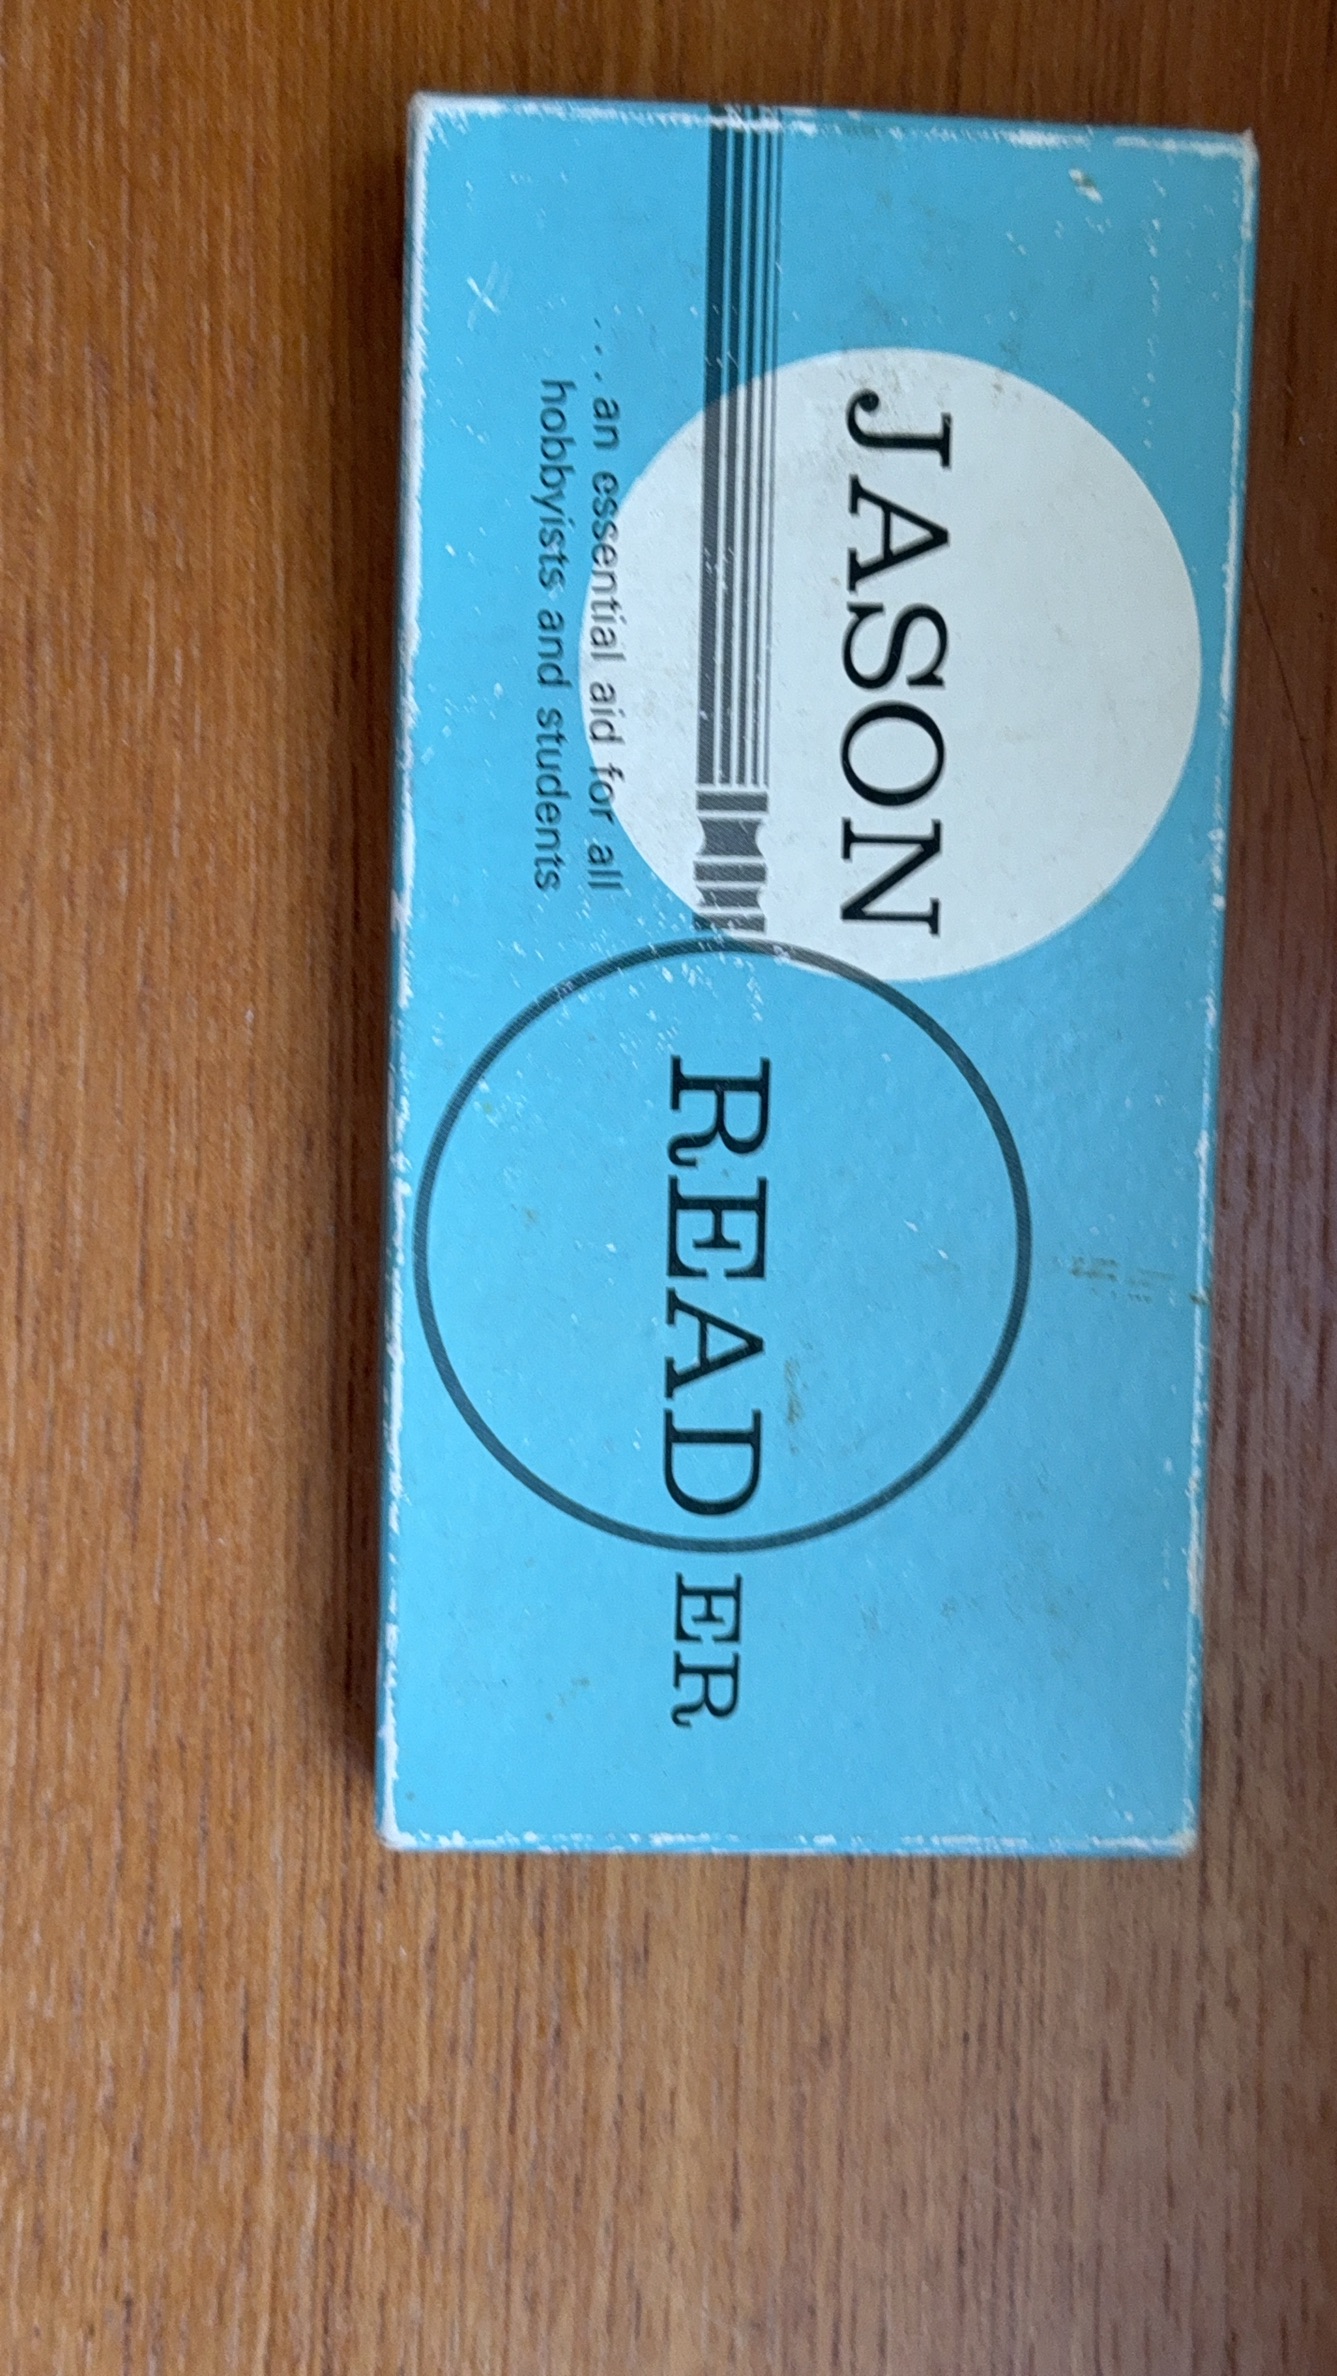 JASON
READER
. . . an essential aid for all
hobbyists and students